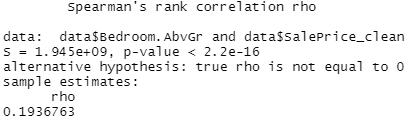 Spearman's rank correlation rho
data: data$Bedroom.AbvGr and data$SalePrice_clean
S = 1.945e+09, p-value < 2.2e-16
alternative hypothesis: true rho is not equal to 0
sample estimates:
rho
0.1936763